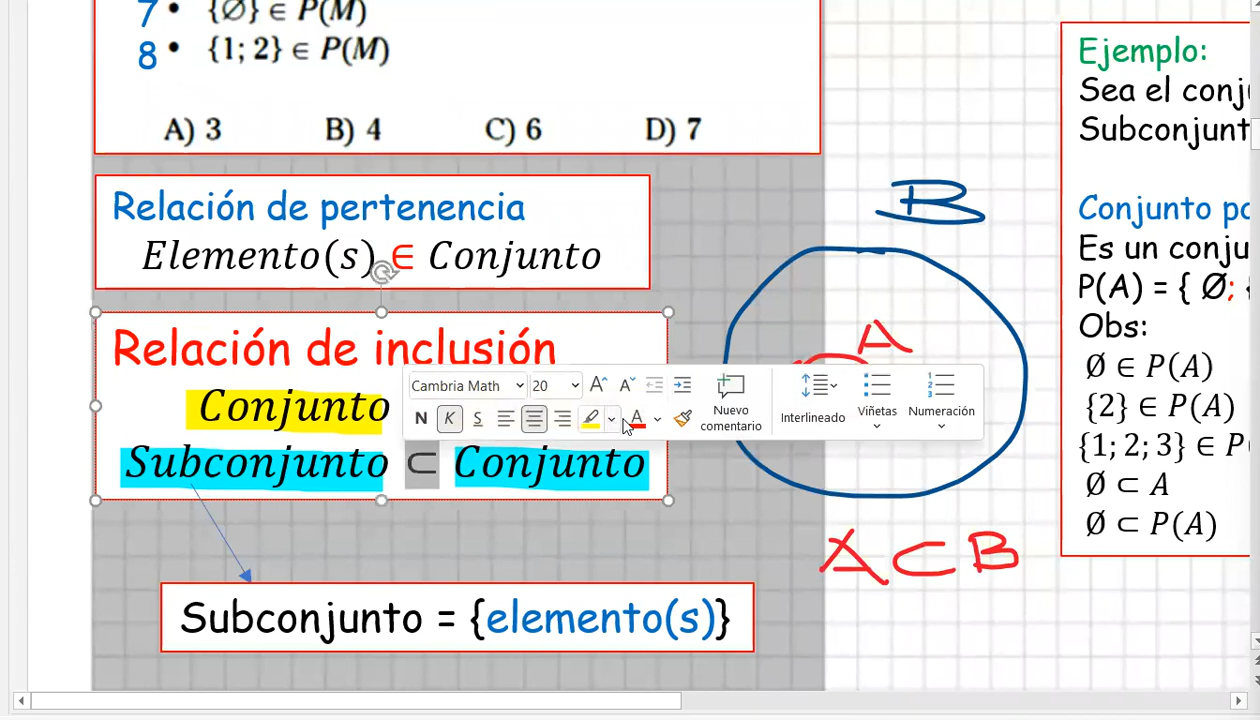 7 • {Ø} ∈ P(M)
8 • {1; 2} ∈ P(M)
A) 3 B) 4 C) 6 D) 7
Relación de pertenencia
Elemento(s) ∈ Conjunto
Relación de inclusión
Conjunto
Subconjunto ⊂ Conjunto
Subconjunto = {elemento(s)}
Cambria Math 20 A A
N K S A
Nuevo comentario
Interlineado
Viñetas
Numeración
B
A
A⊂B
Ejemplo:
Sea el conj
Subconjunt
Conjunto po
Es un conju
P(A) = { Ø; {
Obs:
Ø ∈ P(A)
{2} ∈ P(A)
{1; 2; 3} ∈ P
Ø ⊂ A
Ø ⊂ P(A)